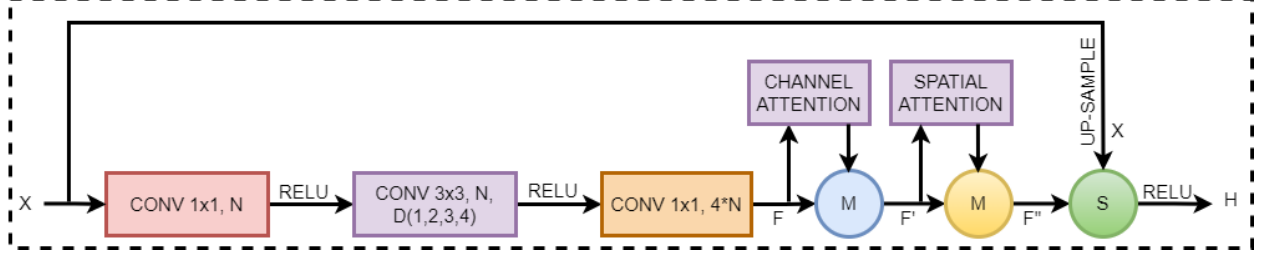 CHANNEL
ATTENTION
SPATIAL
ATTENTION
UP-SAMPLE
X
X
CONV 1x1, N
RELU
CONV 3x3, N,
D(1,2,3,4)
RELU
CONV 1x1, 4*N
F
M
F'
M
F"
S
RELU
H